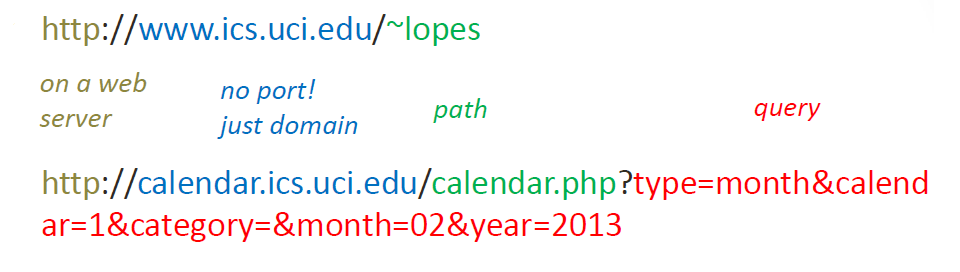 http://www.ics.uci.edu/~lopes
on a web
server
no port!
just domain
path
query
http://calendar.ics.uci.edu/calendar.php?type=month&calend
ar=1&category=&month=02&year=2013